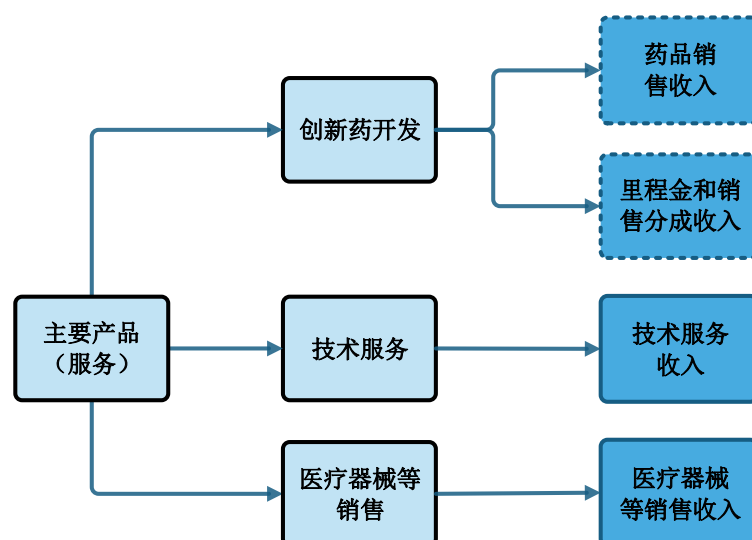 药品销
售收入
创新药开发
里程金和销
售分成收入
主要产品
（服务）
技术服务
技术服务
收入
医疗器械等
销售
医疗器械
等销售收入